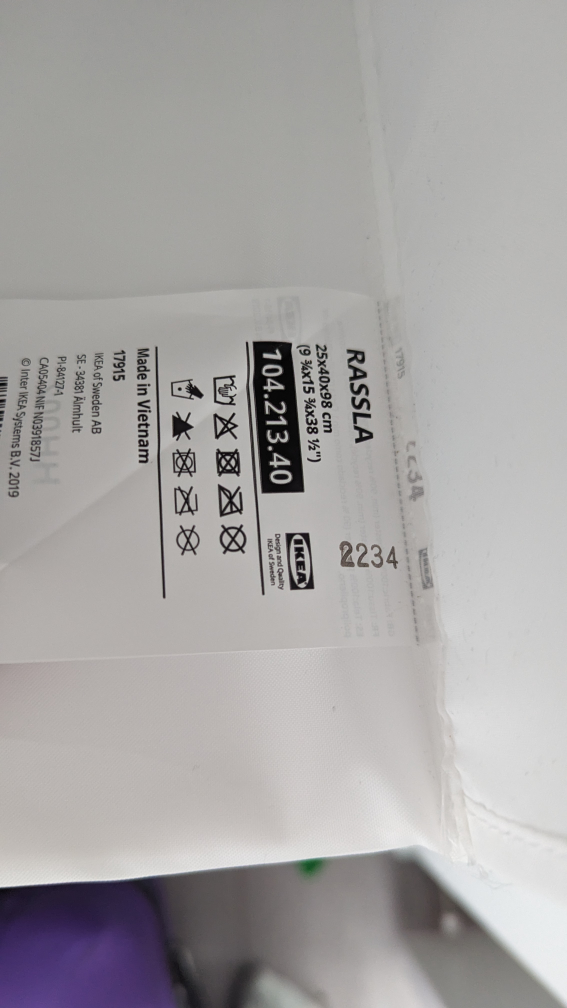 RASSLA
2234
25x40x98 cm
(9 ¾x15 ¾x38 ½")
104.213.40
IKEA
Design and Quality
IKEA of Sweden
Made in Vietnam
17915
IKEA of Sweden AB
SE - 34381 Älmhult
PI-84127-1
CA05404 NIF N0391857J
© Inter IKEA Systems B.V. 2019
17915